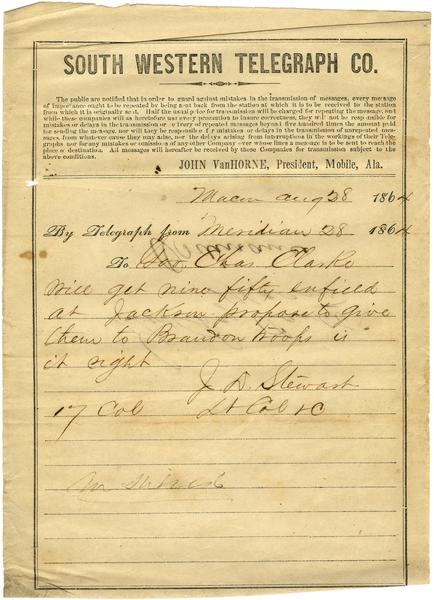 SOUTH WESTERN TELEGRAPH CO.
The public are notified that in order to guard against mistakes in the transmission of messages, every message
of importance ought to be repeated by being sent back from the station at which it is to be received to the station
from which it is originally sent. Half the usual price for transmission will be charged for repeating the message, and
while these companies will as heretofore use every precaution to insure correctness, they will not be responsible for
mistakes or delays in the transmission or delivery of repeated messages beyond five hundred times the amount paid
for sending the message, nor will they be responsible for mistakes or delays in the transmission of unrepeated messages,
from whatever cause they may arise, nor for delays arising from interruptions in the working of their Tele-
graphs nor for any mistakes or omissions of any other Company over whose lines a message is to be sent to reach the
place of destination. All messages will hereafter be received by these Companies for transmission subject to the
above conditions.
JOHN VanHORNE, President, Mobile, Ala.
Macon Aug 28 1864
By Telegraph from Meridian 28 1864
To Gov Chas Clarke
Will get nine fifty enfield
at Jackson propose to give
them to Brandon troops is
it right
J. D. Stewart
17 Col Lt Col &C